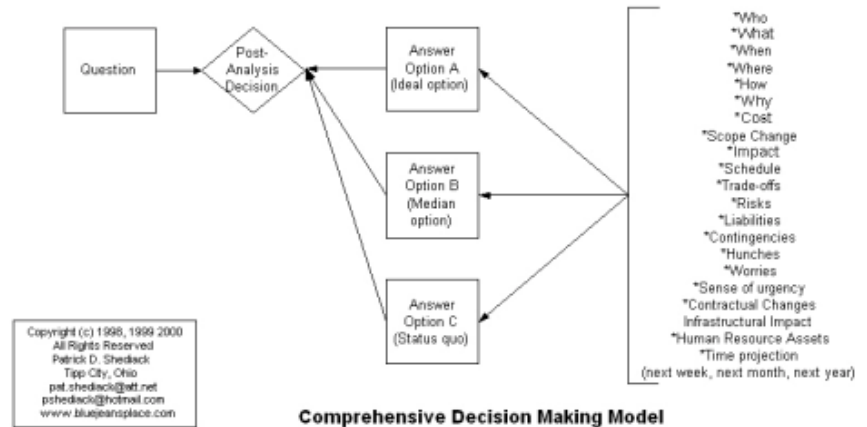 Question
Post-
Analysis
Decision
Answer
Option A
(Ideal option)
Answer
Option B
(Median
option)
Answer
Option C
(Status quo)
*Who
*What
*When
*Where
*How
*Why
*Cost
*Scope Change
*Impact
*Schedule
*Trade-offs
*Risks
*Liabilities
*Contingencies
*Hunches
*Worries
*Sense of urgency
*Contractual Changes
Infrastructural Impact
*Human Resource Assets
*Time projection
(next week, next month, next year)
Copyright (c) 1998, 1999 2000
All Rights Reserved
Patrick D. Shediack
Tipp City, Ohio
pat.shediack@att.net
pshediack@hotmail.com
www.bluejeansplace.com
Comprehensive Decision Making Model